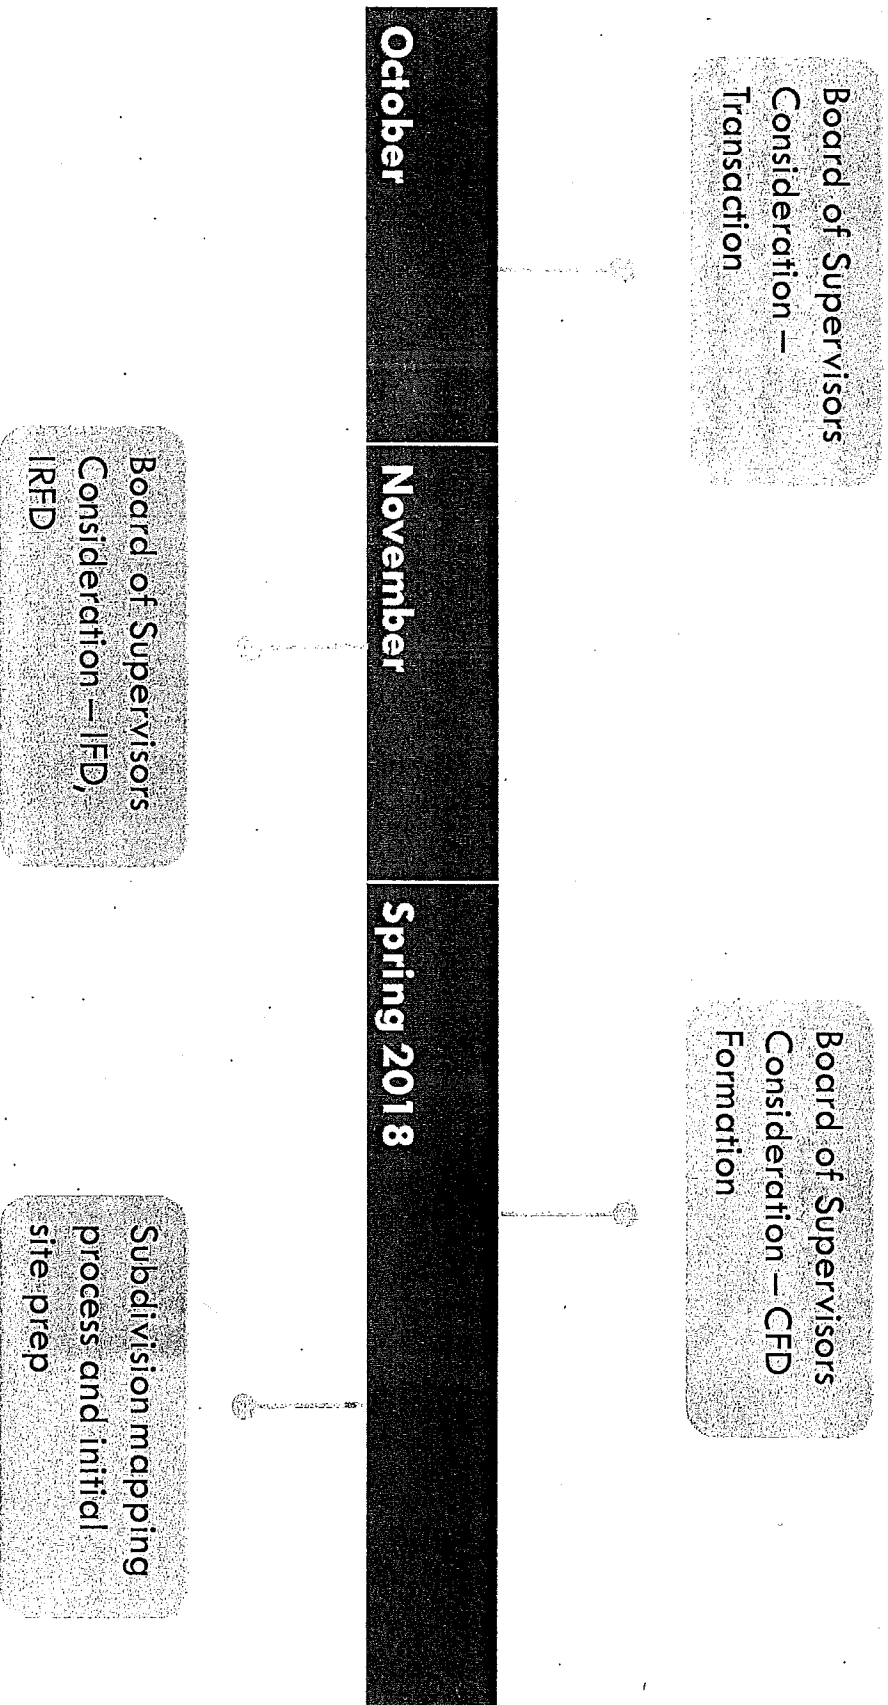 Board of Supervisors
Consideration –
Transaction
Board of Supervisors
Consideration – CFD
Formation
October
November
Spring 2018
Board of Supervisors
Consideration – IFD,
IRFD
Subdivision mapping
process and initial
site prep